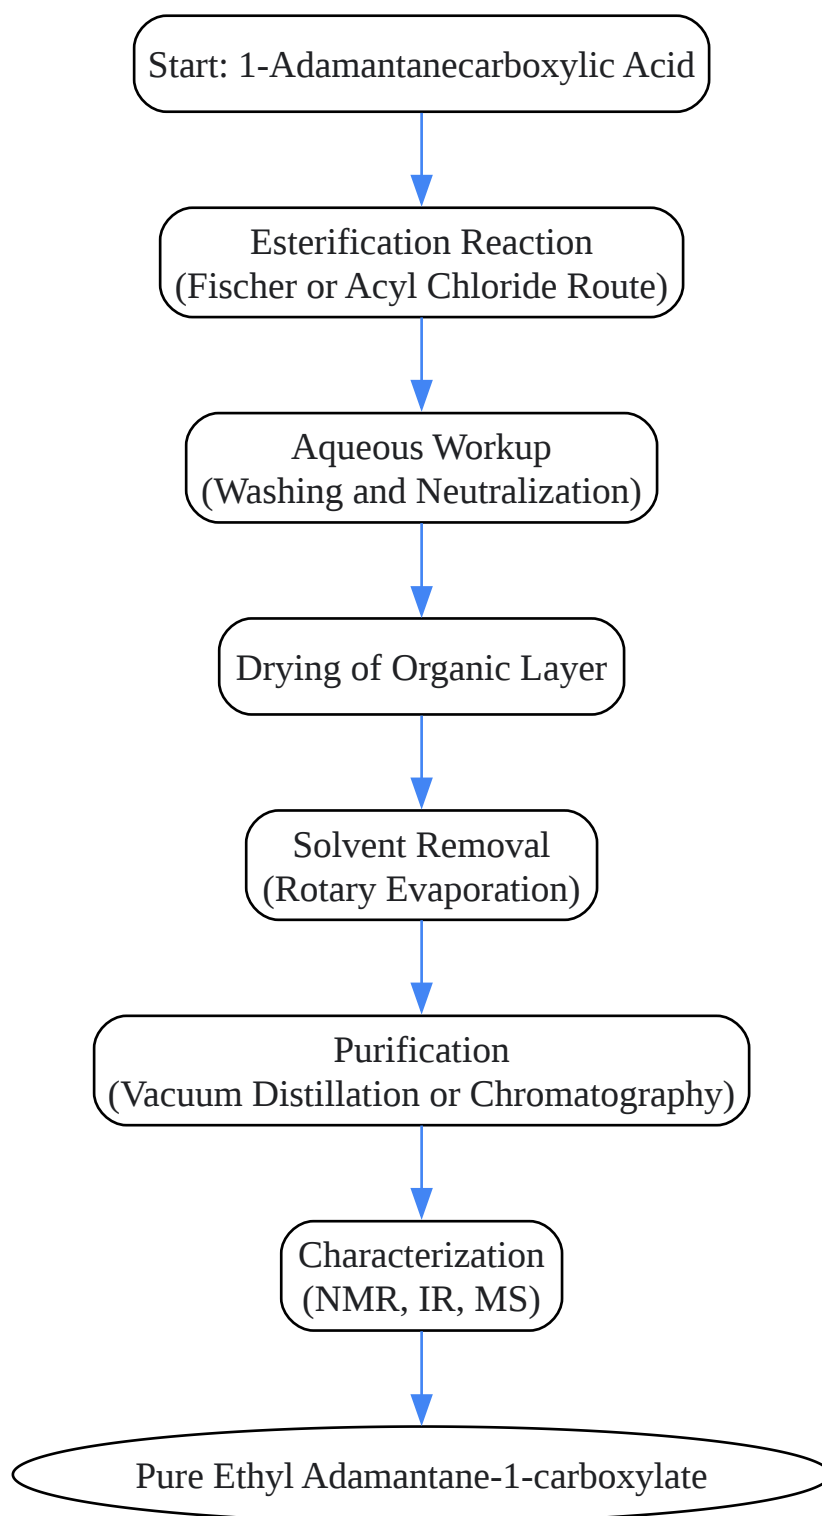 Start: 1-Adamantanecarboxylic Acid
Esterification Reaction
(Fischer or Acyl Chloride Route)
Aqueous Workup
(Washing and Neutralization)
Drying of Organic Layer
Solvent Removal
(Rotary Evaporation)
Purification
(Vacuum Distillation or Chromatography)
Characterization
(NMR, IR, MS)
Pure Ethyl Adamantane-1-carboxylate